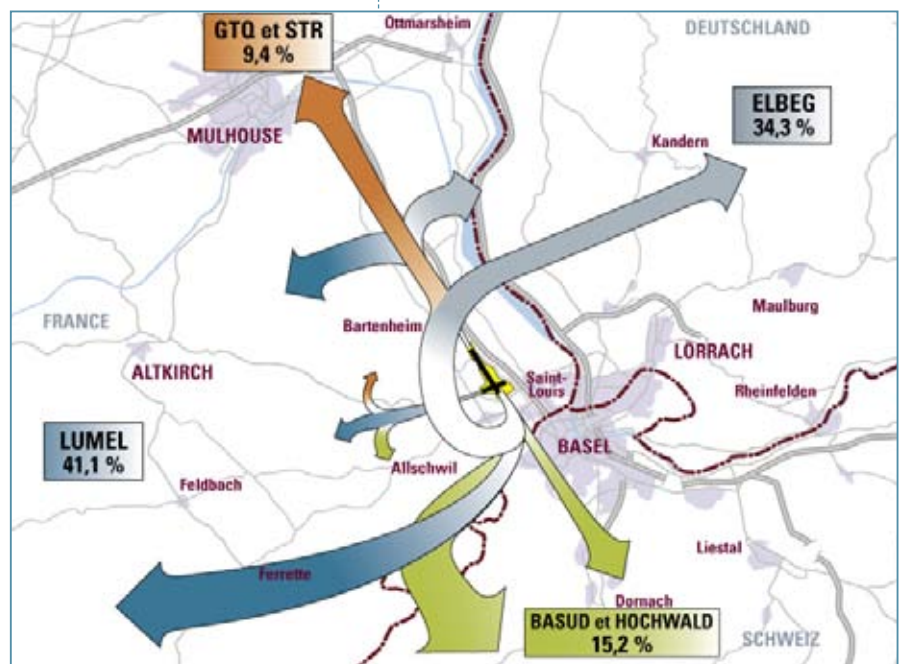 GTQ et STR
9,4 %
Ottmarsheim
DEUTSCHLAND
ELBEG
34,3 %
MULHOUSE
Kandern
FRANCE
Bartenheim
Maulburg
ALTKIRCH
LÖRRACH
Saint-
Louis
Rheinfelden
LUMEL
41,1 %
BASEL
Allschwil
Feldbach
Liestal
Ferrette
Dornach
BASUD et HOCHWALD
15,2 %
SCHWEIZ